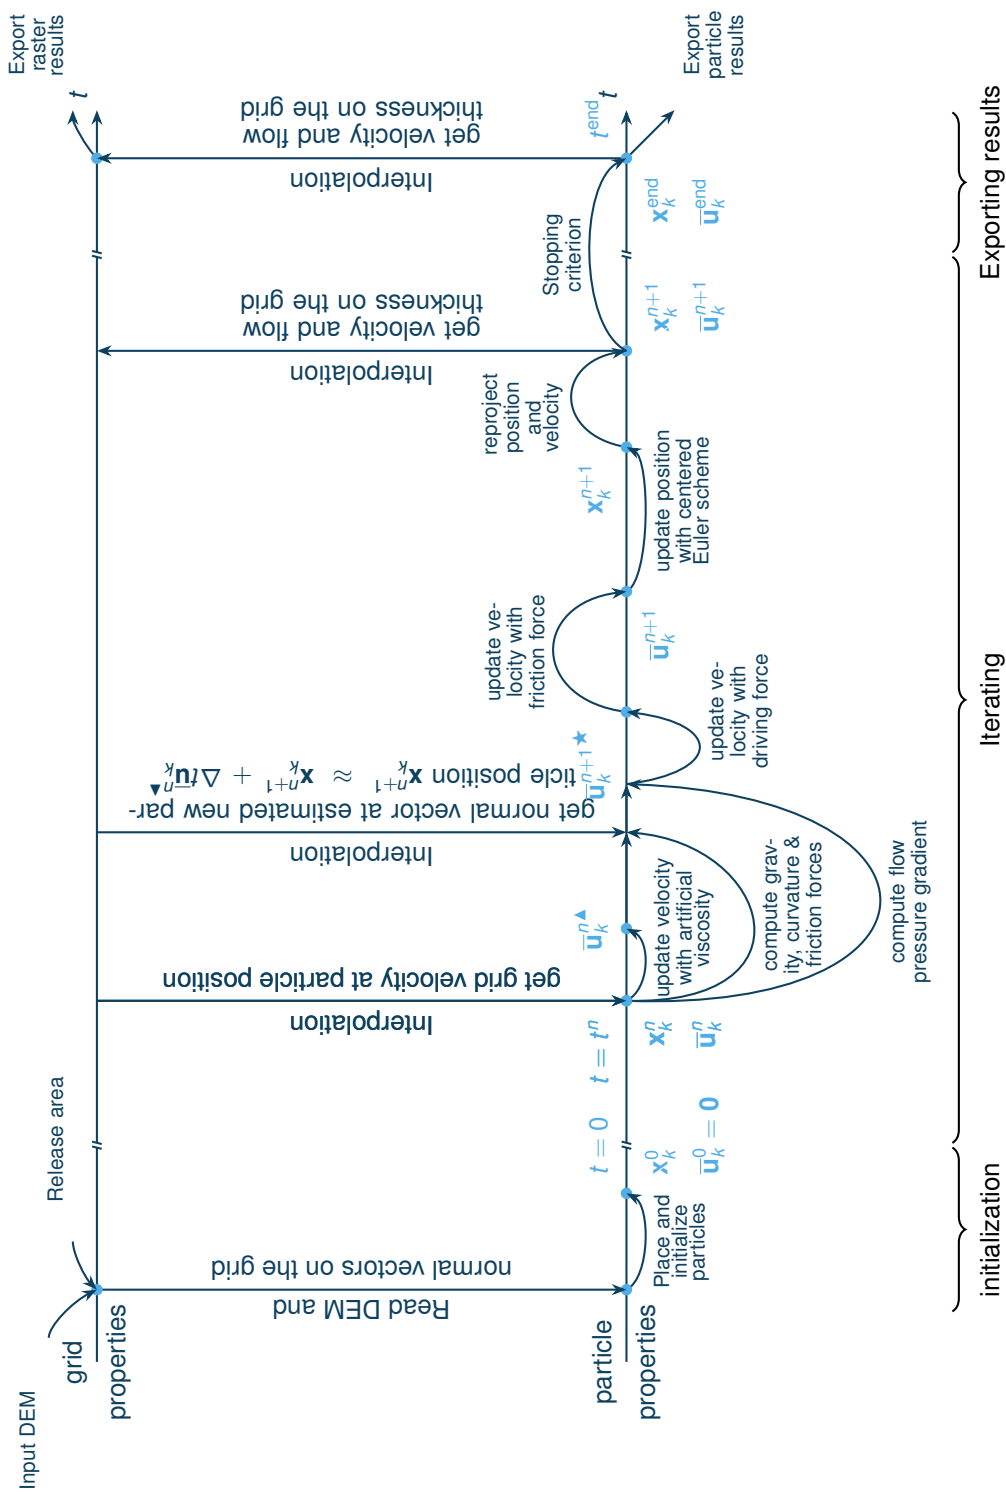 Input DEM
grid
properties
Release area
Read DEM and
normal vectors on the grid
particle
properties
Place and
initialize
particles
t = 0
x_k^0
ū_k^0 = 0
t = t^n
x_k^n
ū_k^n
Interpolation
get grid velocity at particle position
update velocity
with artificial
viscosity
ū_k^{n▲}
compute grav-
ity, curvature &
friction forces
compute flow
pressure gradient
Interpolation
get normal vector at estimated new par-
ticle position x_k^{n+1} ≈ x_k^{n+1} + Δt ū_k^{n▲}
ū_k^{n+1★}
update ve-
locity with
driving force
update ve-
locity with
friction force
ū_k^{n+1}
update position
with centered
Euler scheme
x_k^{n+1}
reproject
position
and
velocity
Interpolation
get velocity and flow
thickness on the grid
x_k^{n+1}
ū_k^{n+1}
Stopping
criterion
Interpolation
get velocity and flow
thickness on the grid
t^end
x_k^end
ū_k^end
t
Export
raster
results
t
Export
particle
results
initialization
Iterating
Exporting results